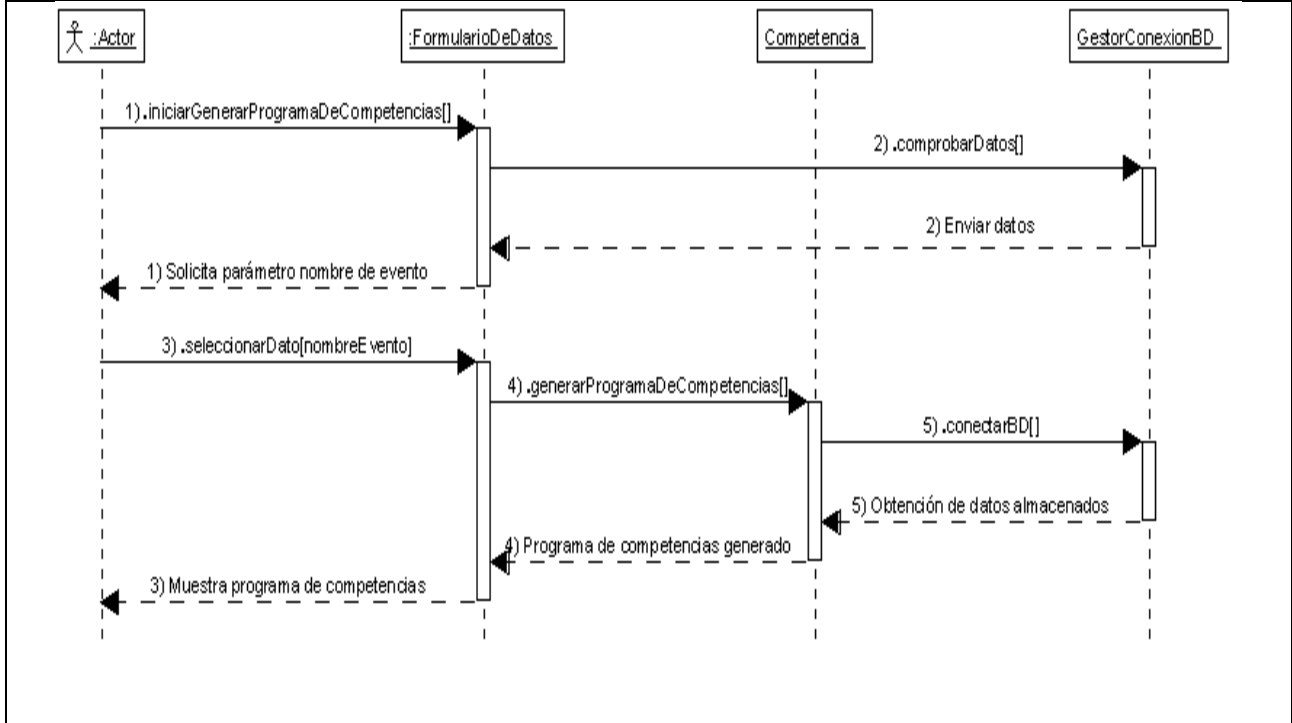 :Actor
:FormularioDeDatos
Competencia
GestorConexionBD
1).iniciarGenerarProgramaDeCompetencias[]
2).comprobarDatos[]
2) Enviar datos
1) Solicita parámetro nombre de evento
3).seleccionarDato[nombreEvento]
4).generarProgramaDeCompetencias[]
5).conectarBD[]
5) Obtención de datos almacenados
4) Programa de competencias generado
3) Muestra programa de competencias